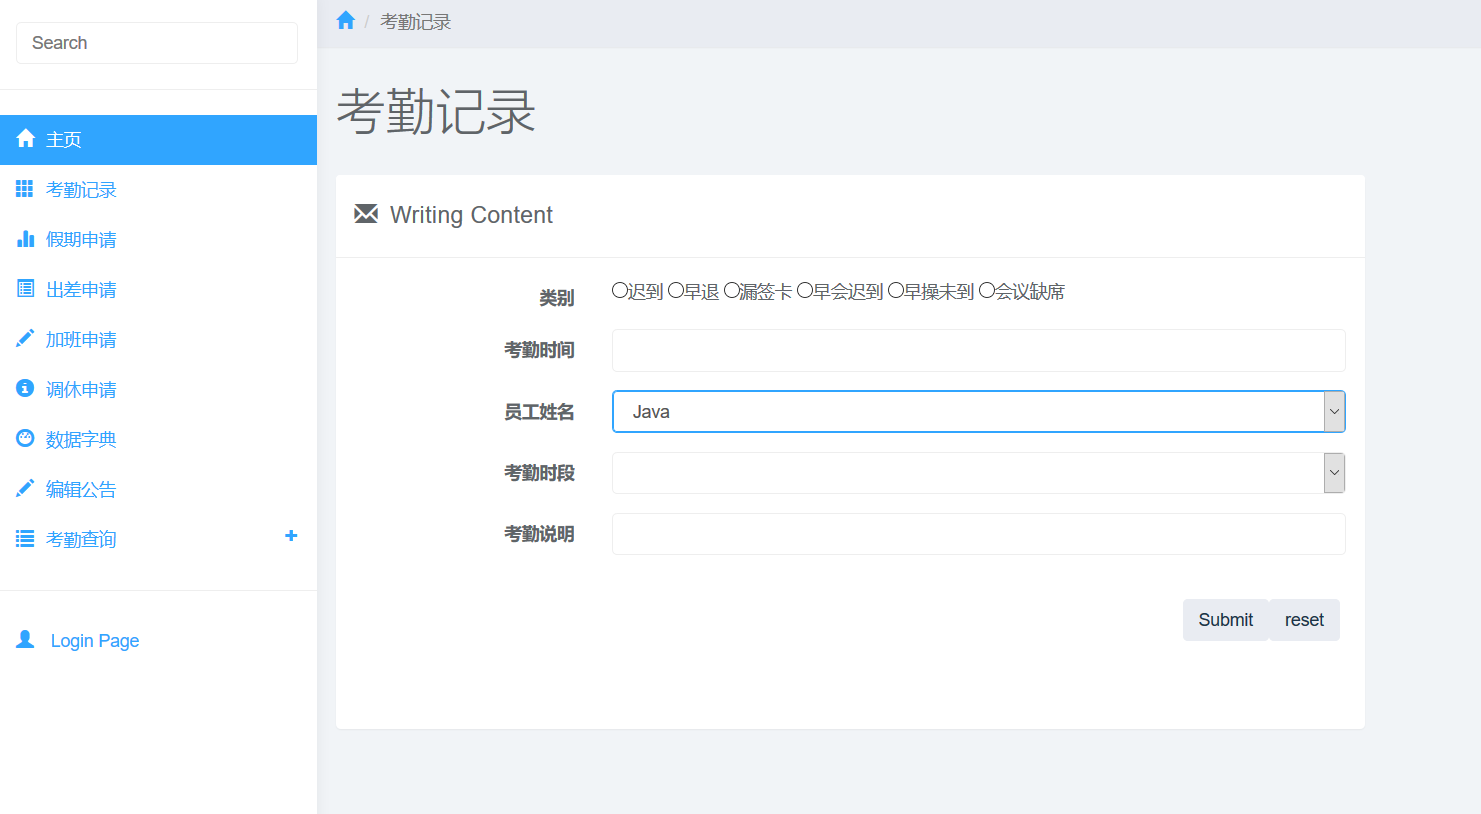 Search
主页
考勤记录
假期申请
出差申请
加班申请
调休申请
数据字典
编辑公告
考勤查询
Login Page
/ 考勤记录
考勤记录
Writing Content
类别 迟到 早退 漏签卡 早会迟到 早操未到 会议缺席
考勤时间
员工姓名 Java
考勤时段
考勤说明
Submit reset